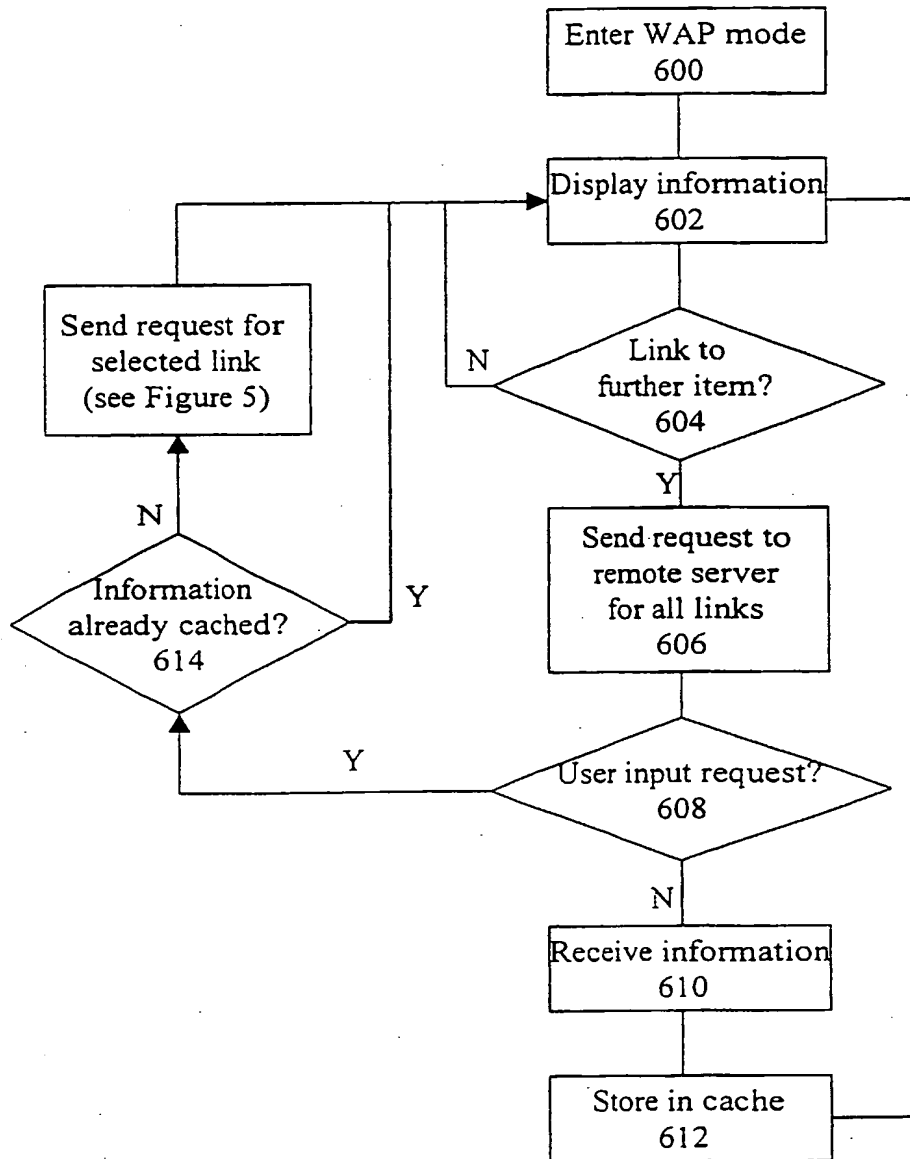 Enter WAP mode
600
Display information
602
Send request for
selected link
(see Figure 5)
N
Link to
further item?
604
Y
Send request to
remote server
for all links
606
N
Information
already cached?
614
Y
Y
User input request?
608
N
Receive information
610
Store in cache
612